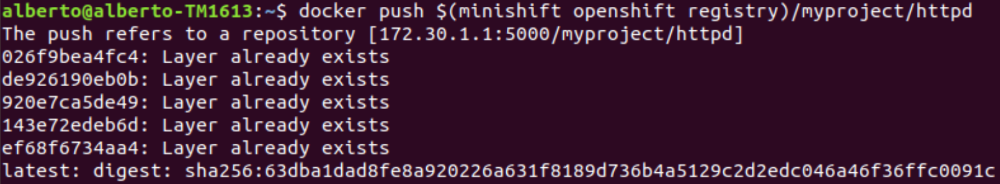 alberto@alberto-TM1613:~$ docker push $(minishift openshift registry)/myproject/httpd
The push refers to a repository [172.30.1.1:5000/myproject/httpd]
026f9bea4fc4: Layer already exists
de926190eb0b: Layer already exists
920e7ca5de49: Layer already exists
143e72edeb6d: Layer already exists
ef68f6734aa4: Layer already exists
latest: digest: sha256:63dba1dad8fe8a920226a631f8189d736b4a5129c2d2edc046a46f36ffc0091c